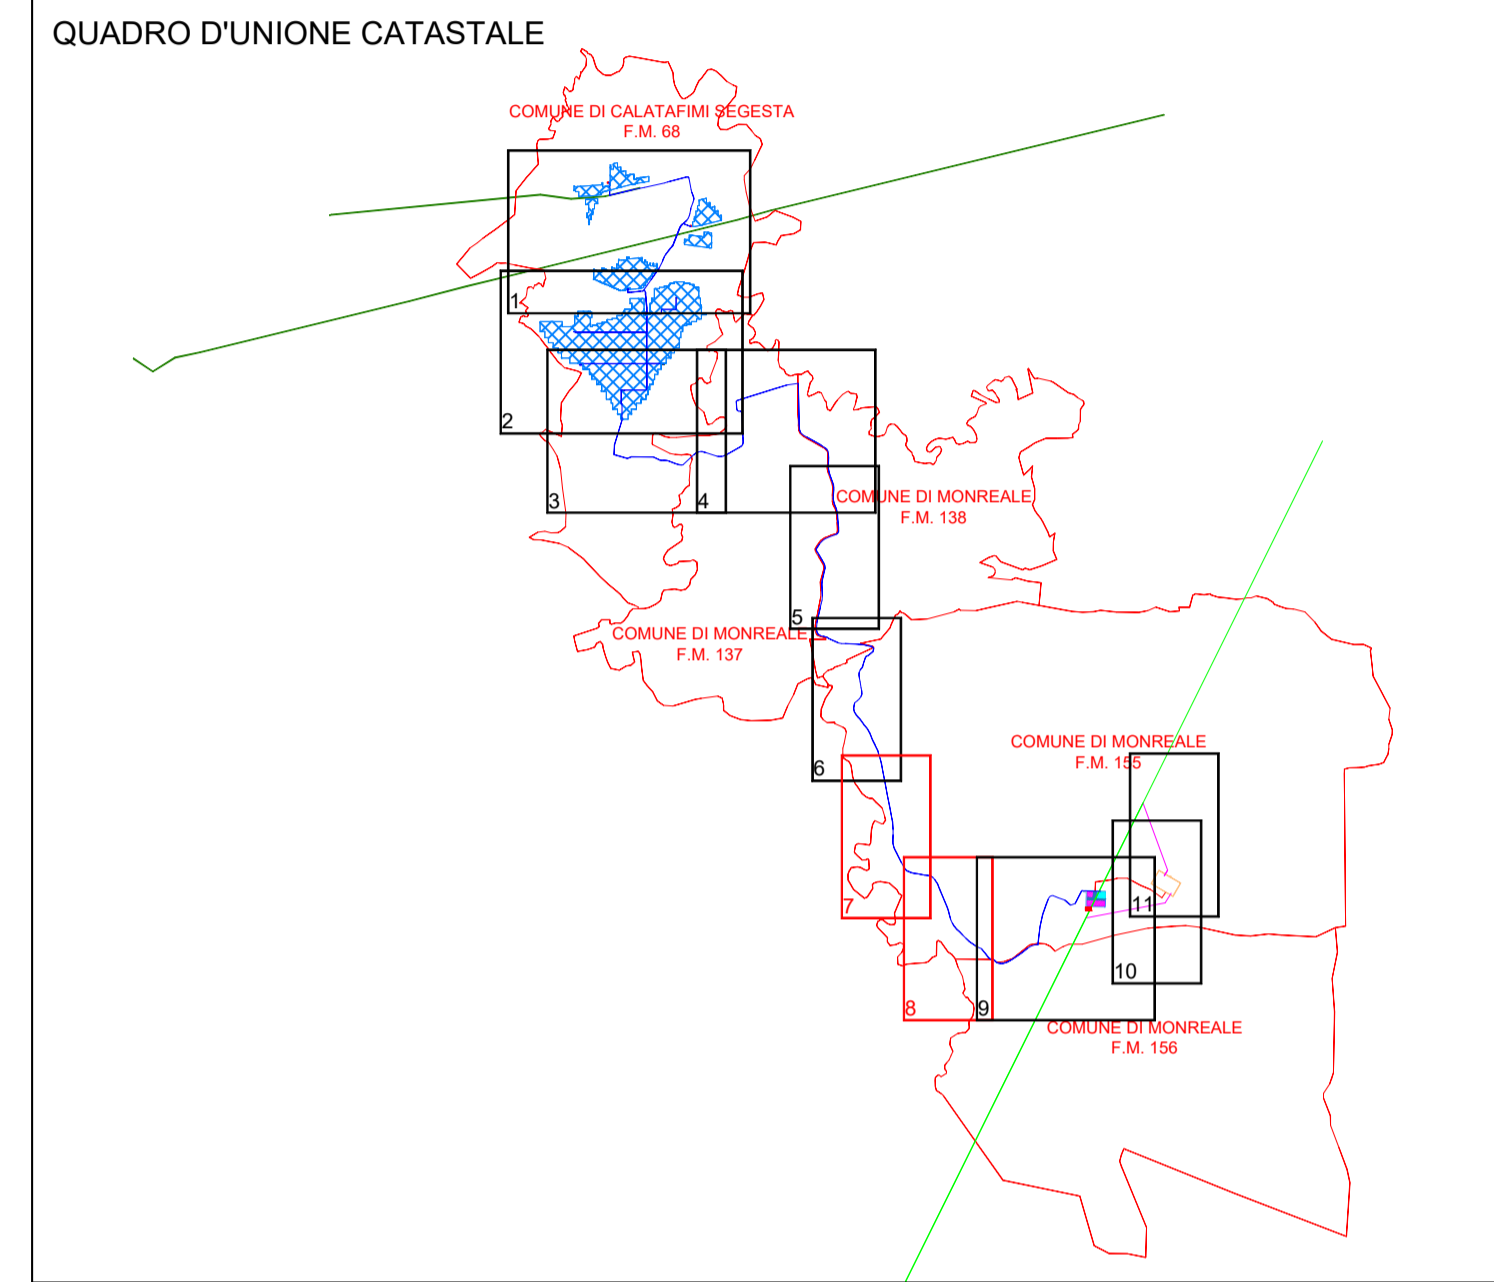 QUADRO D'UNIONE CATASTALE
COMUNE DI CALATAFIMI SEGESTA
F.M. 68
1
2
3
4
COMUNE DI MONREALE
F.M. 138
5
COMUNE DI MONREALE
F.M. 137
6
COMUNE DI MONREALE
F.M. 155
7
11
10
8
9
COMUNE DI MONREALE
F.M. 156